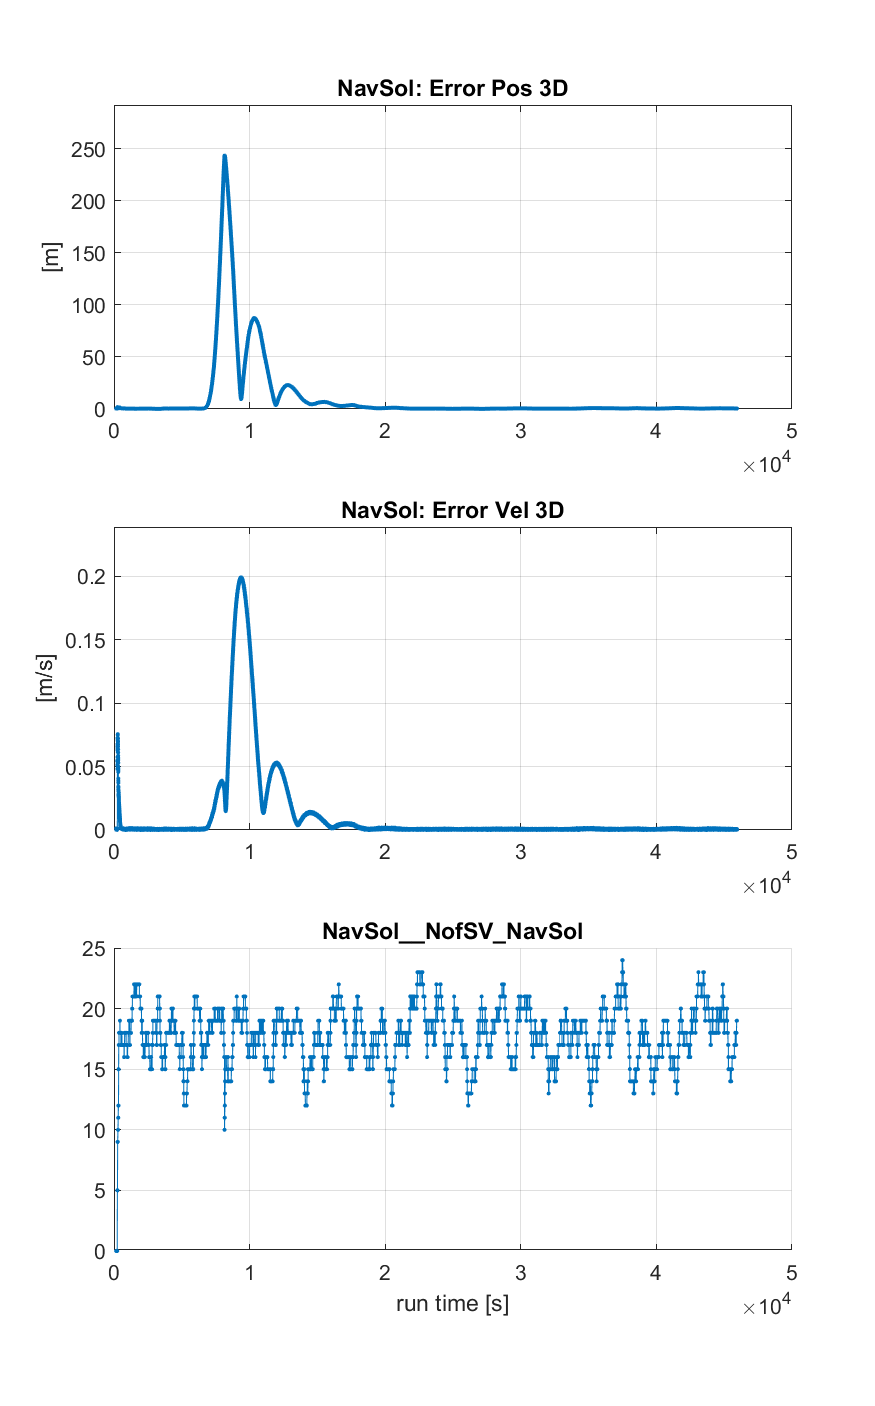 NavSol: Error Pos 3D
250
200
150
100
50
0
[m]
0 1 2 3 4 5
×10^4
NavSol: Error Vel 3D
0.2
0.15
0.1
0.05
0
[m/s]
0 1 2 3 4 5
×10^4
NavSol__NofSV_NavSol
25
20
15
10
5
0
0 1 2 3 4 5
run time [s]
×10^4